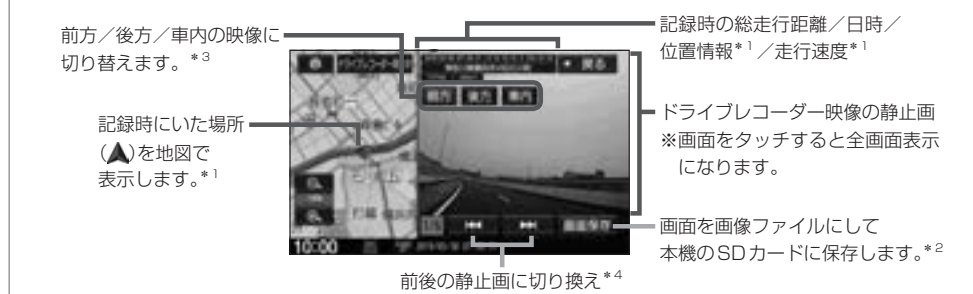 前方／後方／車内の映像に
切り替えます。*3
記録時の総走行距離／日時／
位置情報*1／走行速度*1
戻る
前方 後方 車内
記録時にいた場所
（ ）を地図で
表示します。*1
ドライブレコーダー映像の静止画
※画面をタッチすると全画面表示
になります。
画面保存
10:00
画面を画像ファイルにして
本機のSDカードに保存します。*2
前後の静止画に切り換え*4